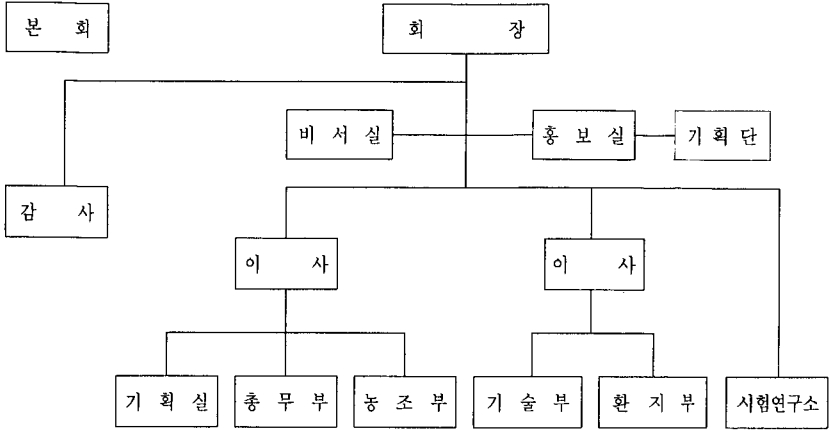 본 회
회 장
비 서 실
홍 보 실
기 획 단
감 사
이 사
이 사
기 획 실
총 무 부
농 조 부
기 술 부
환 지 부
시험연구소